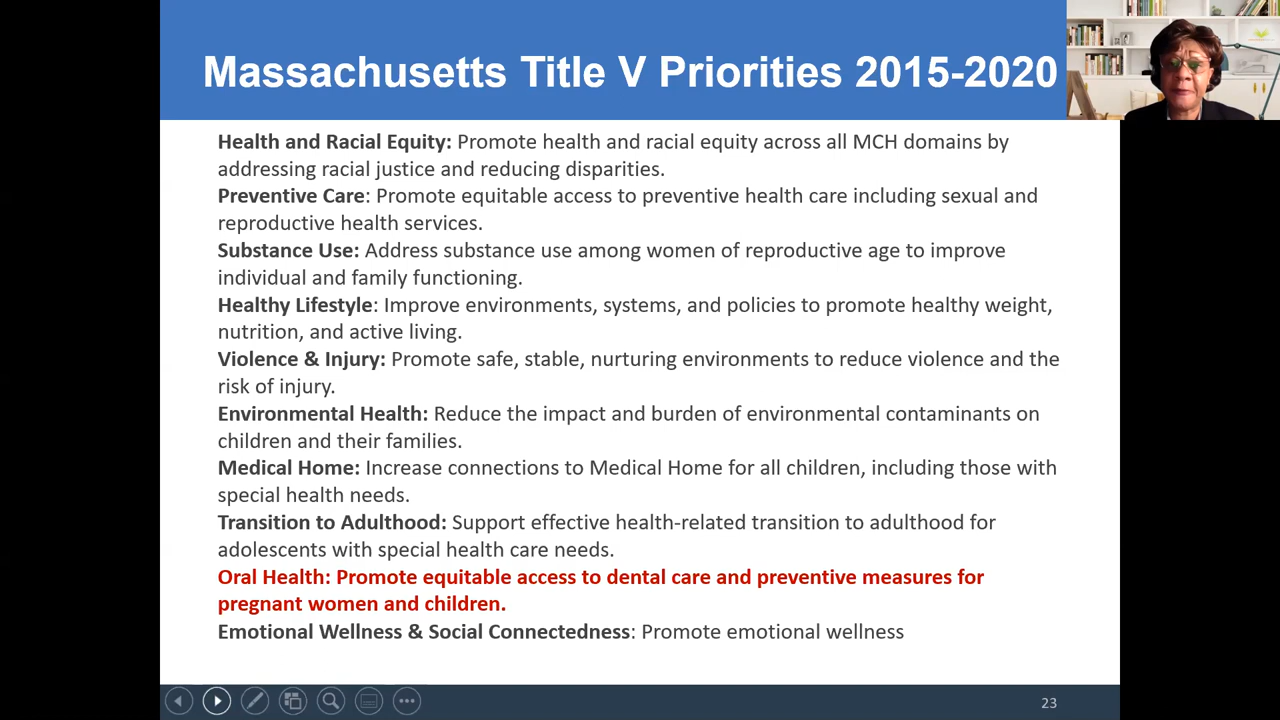 Massachusetts Title V Priorities 2015-2020
Health and Racial Equity: Promote health and racial equity across all MCH domains by
addressing racial justice and reducing disparities.
Preventive Care: Promote equitable access to preventive health care including sexual and
reproductive health services.
Substance Use: Address substance use among women of reproductive age to improve
individual and family functioning.
Healthy Lifestyle: Improve environments, systems, and policies to promote healthy weight,
nutrition, and active living.
Violence & Injury: Promote safe, stable, nurturing environments to reduce violence and the
risk of injury.
Environmental Health: Reduce the impact and burden of environmental contaminants on
children and their families.
Medical Home: Increase connections to Medical Home for all children, including those with
special health needs.
Transition to Adulthood: Support effective health-related transition to adulthood for
adolescents with special health care needs.
Oral Health: Promote equitable access to dental care and preventive measures for
pregnant women and children.
Emotional Wellness & Social Connectedness: Promote emotional wellness
23